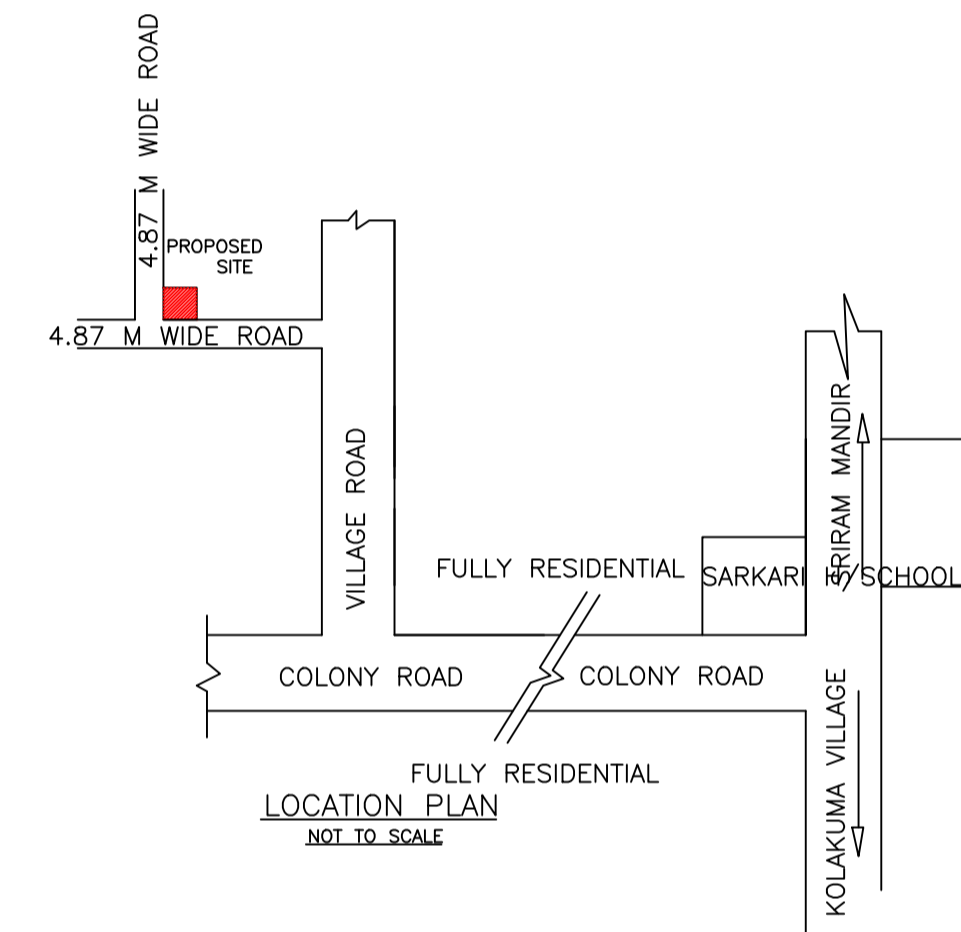 4.87 M WIDE ROAD
PROPOSED
SITE
4.87 M WIDE ROAD
VILLAGE ROAD
SRIRAM MANDIR
FULLY RESIDENTIAL
SARKARI H/SCHOOL
COLONY ROAD
COLONY ROAD
KOLAKUMA VILLAGE
FULLY RESIDENTIAL
LOCATION PLAN
NOT TO SCALE